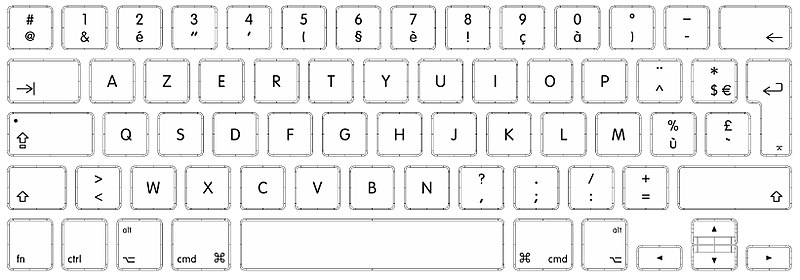 # 1 2 3 4 5 6 7 8 9 0 ° _
@ & é “ ‘ ( § è ! ç à ) - ←
→| A Z E R T Y U I O P ¨ ^ * $ € ↵
• ⇪ Q S D F G H J K L M % ù £ ` ⌤
⇧ > < W X C V B N ? , . ; / : + = ⇧
fn ctrl alt ⌥ cmd ⌘ ⌘ cmd alt ⌥ ◄ ▲ ▼ ►